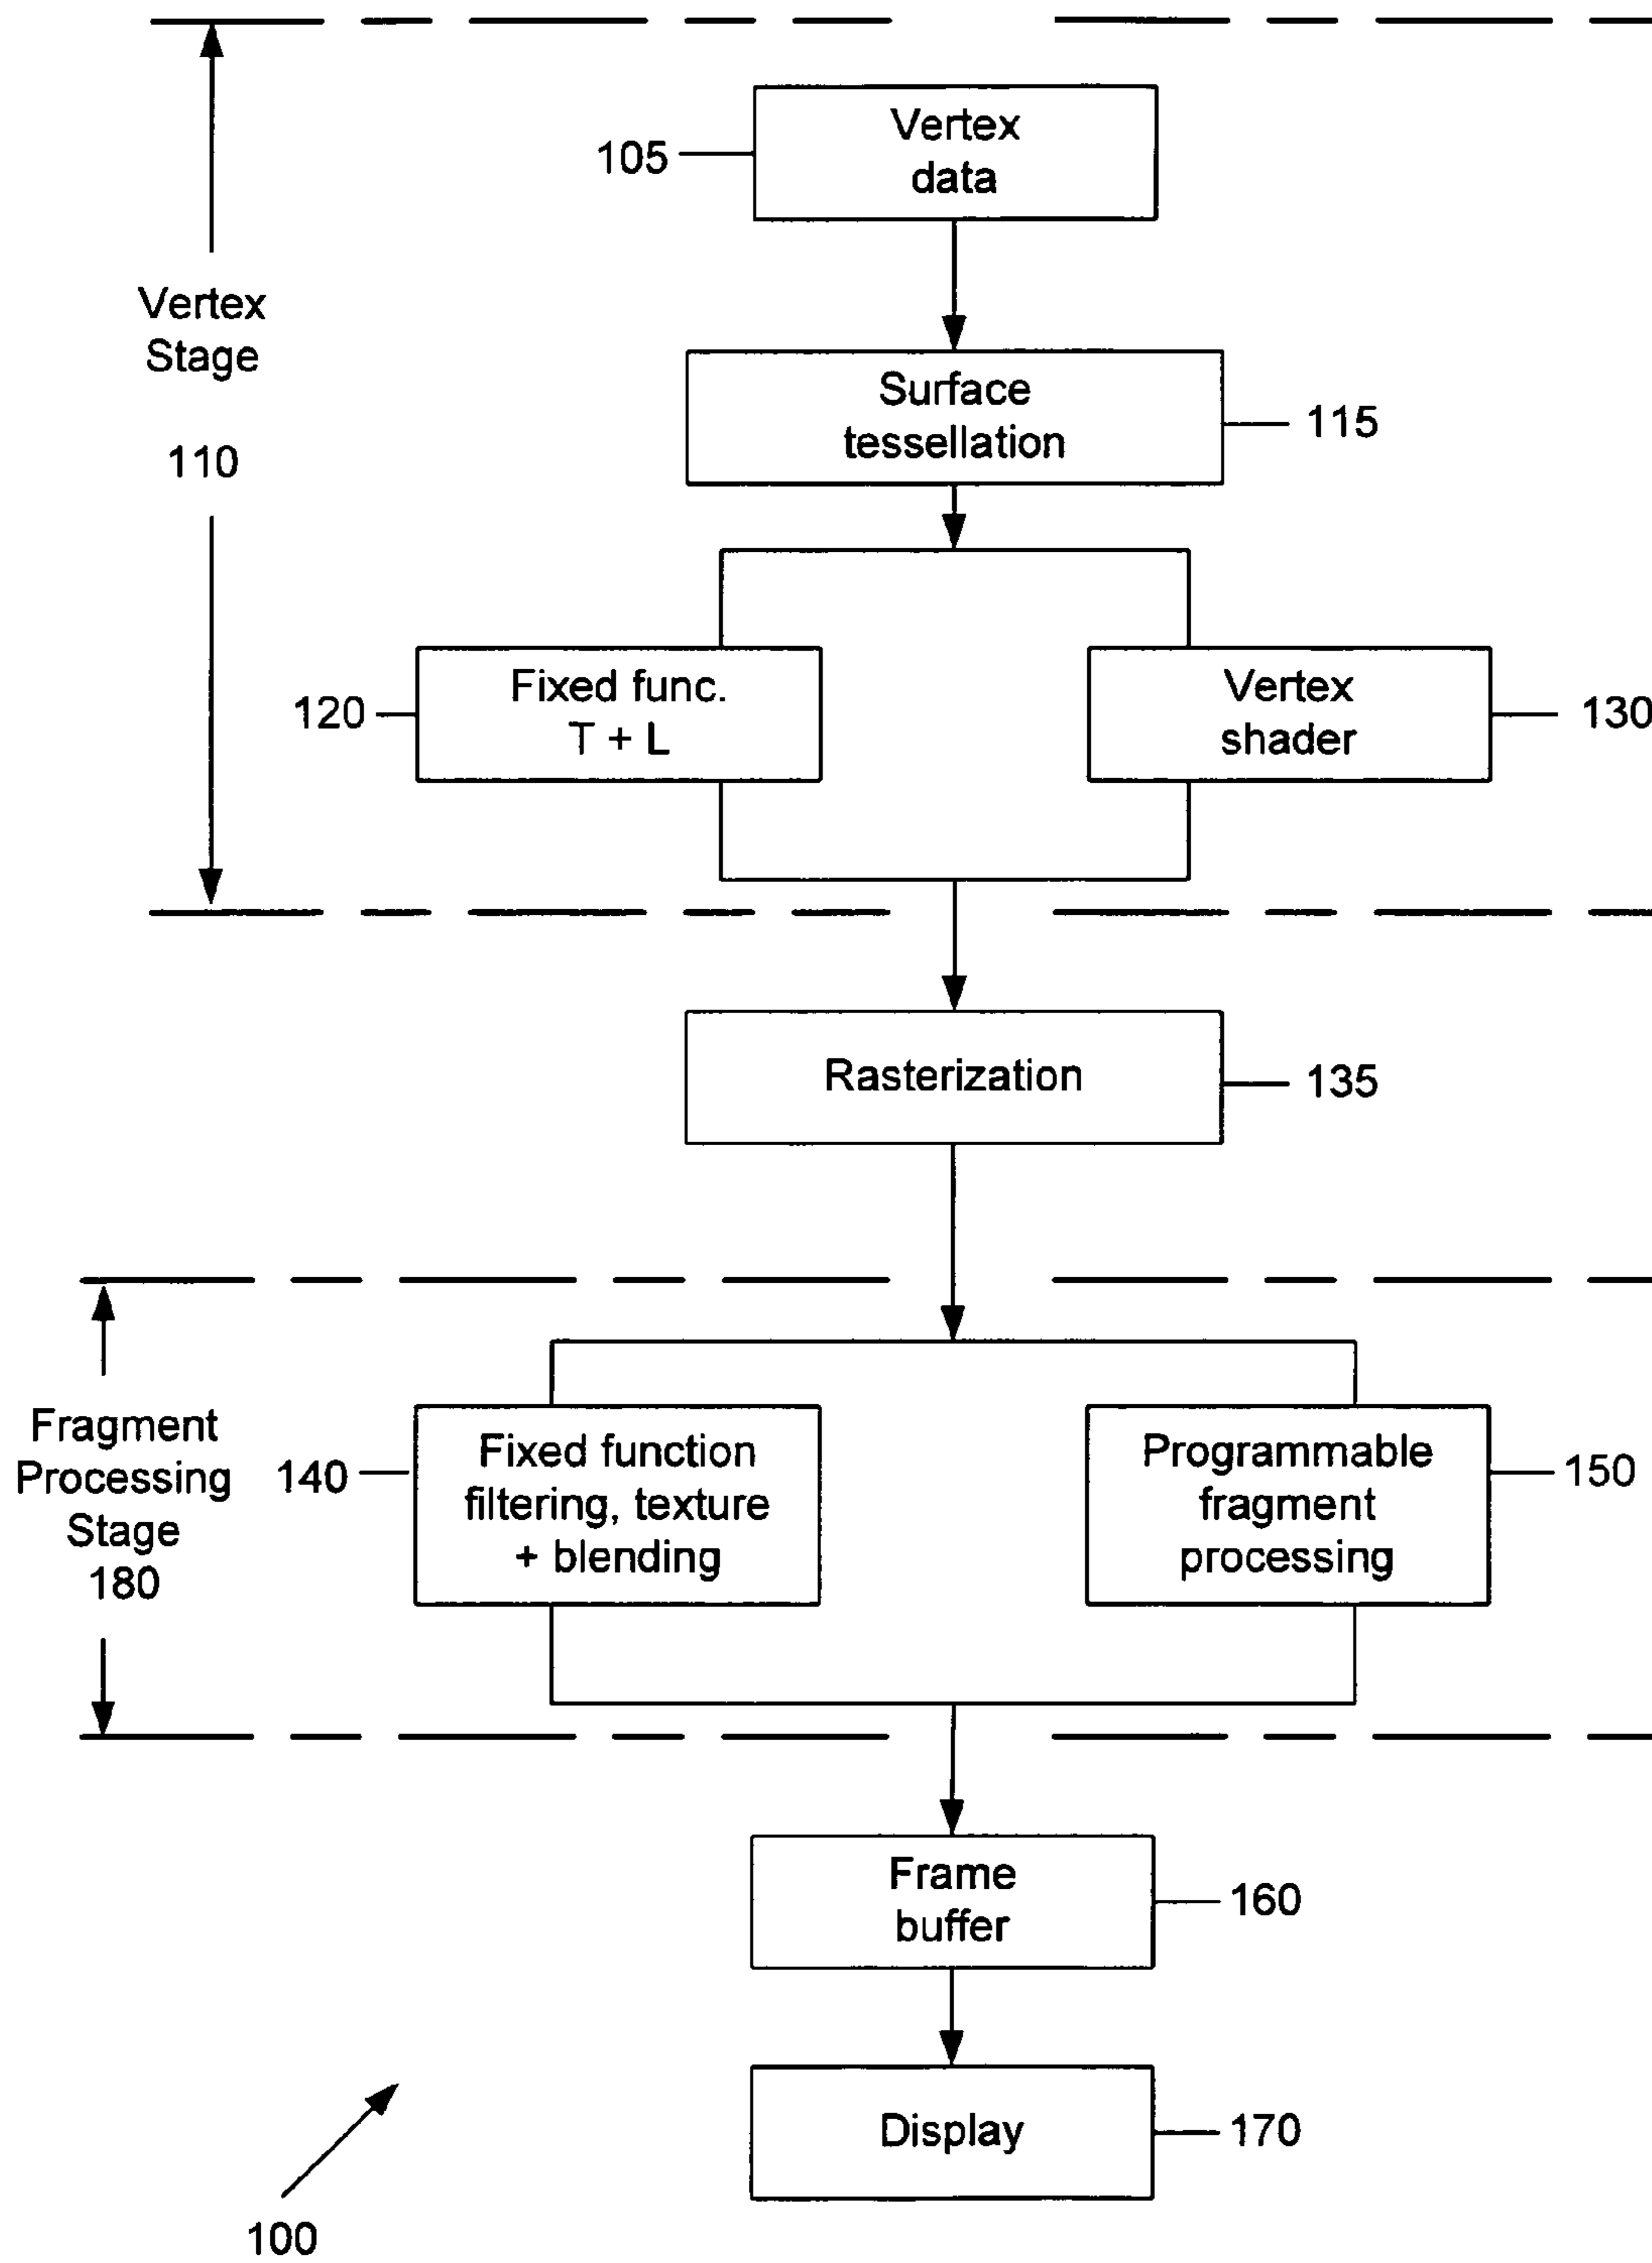 Vertex
data
105
Vertex
Stage
110
Surface
tessellation
115
Fixed func.
T + L
120
Vertex
shader
130
Rasterization
135
Fragment
Processing
Stage
180
Fixed function
filtering, texture
+ blending
140
Programmable
fragment
processing
150
Frame
buffer
160
Display
170
100